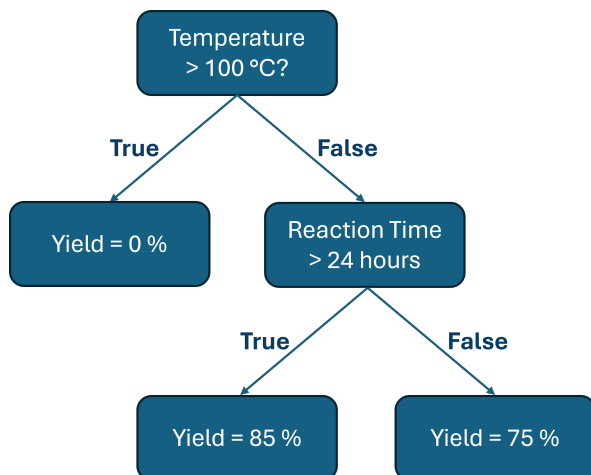 Temperature
> 100 °C?
True
False
Yield = 0 %
Reaction Time
> 24 hours
True
False
Yield = 85 %
Yield = 75 %